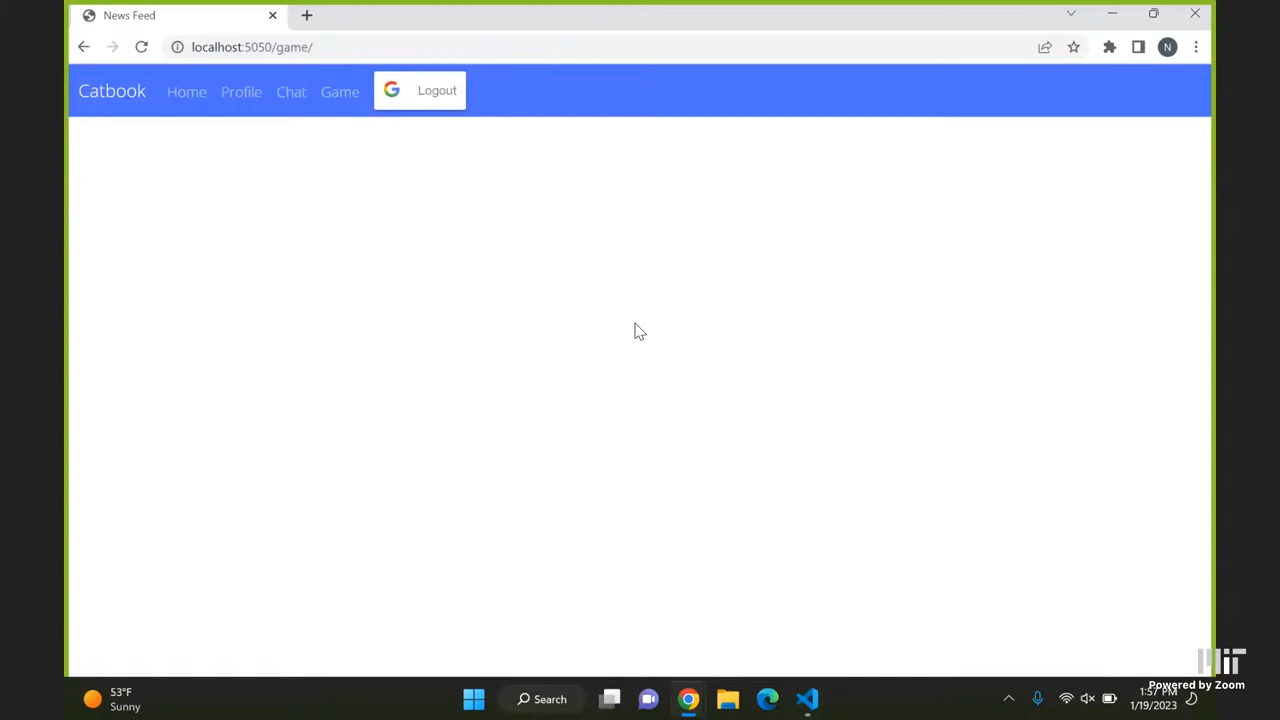 News Feed
localhost:5050/game/
N
Catbook Home Profile Chat Game Logout
MIT
Powered by Zoom
53°F
Sunny
Search
1:57 PM
1/19/2023